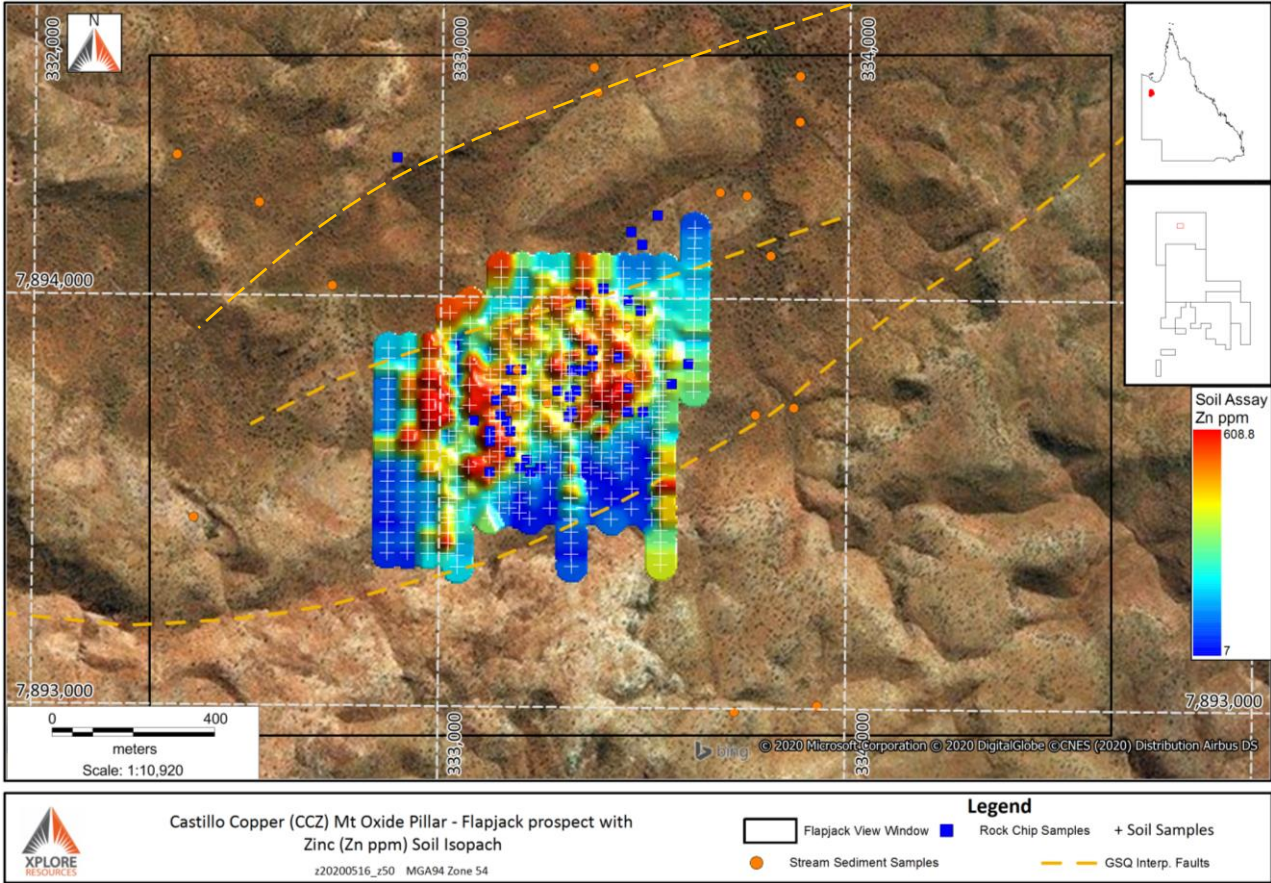 N
332,000
333,000
334,000
7,894,000
Soil Assay
Zn ppm
608.8
7
7,893,000
7,893,000
0 400
meters
Scale: 1:10,920
333,000
334,000
bing © 2020 Microsoft Corporation © 2020 DigitalGlobe ©CNES (2020) Distribution Airbus DS
XPLORE
RESOURCES
Castillo Copper (CCZ) Mt Oxide Pillar - Flapjack prospect with
Zinc (Zn ppm) Soil Isopach
z20200516_z50 MGA94 Zone 54
Legend
Flapjack View Window Rock Chip Samples + Soil Samples
Stream Sediment Samples GSQ Interp. Faults